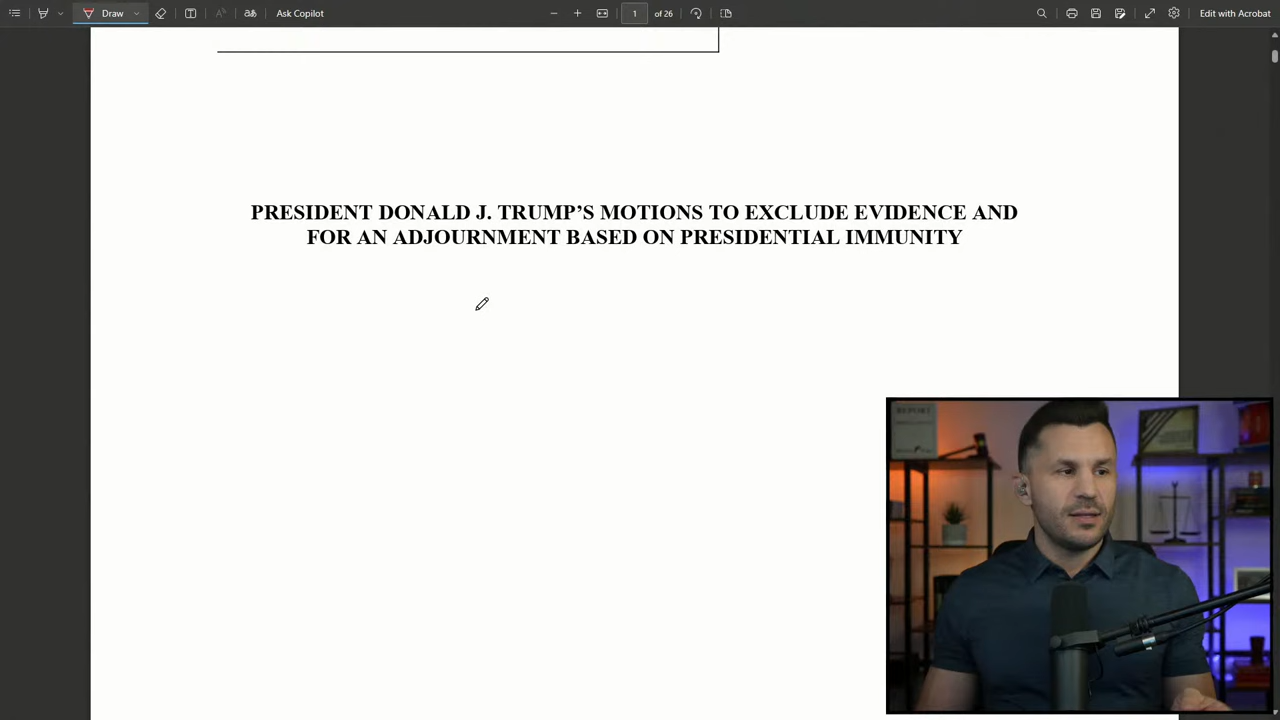 Draw
Ask Copilot
1 of 26
Edit with Acrobat
PRESIDENT DONALD J. TRUMP’S MOTIONS TO EXCLUDE EVIDENCE AND
FOR AN ADJOURNMENT BASED ON PRESIDENTIAL IMMUNITY
REPORT